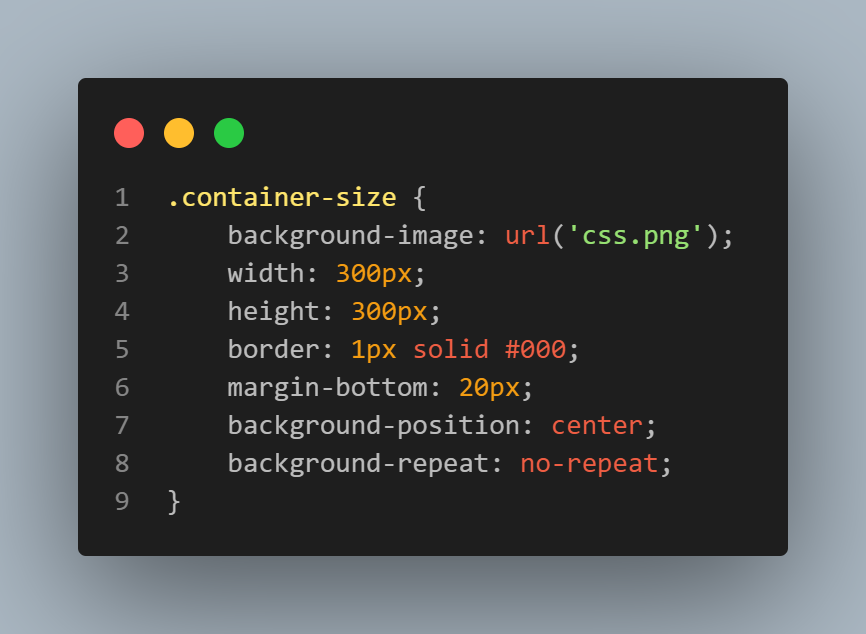 1 .container-size {
2     background-image: url('css.png');
3     width: 300px;
4     height: 300px;
5     border: 1px solid #000;
6     margin-bottom: 20px;
7     background-position: center;
8     background-repeat: no-repeat;
9 }